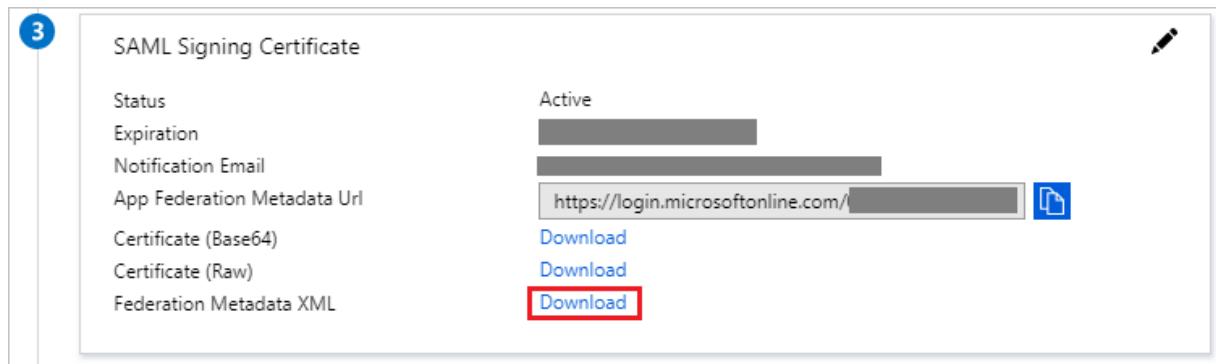 3
SAML Signing Certificate
Status Active
Expiration
Notification Email
App Federation Metadata Url https://login.microsoftonline.com/
Certificate (Base64) Download
Certificate (Raw) Download
Federation Metadata XML Download